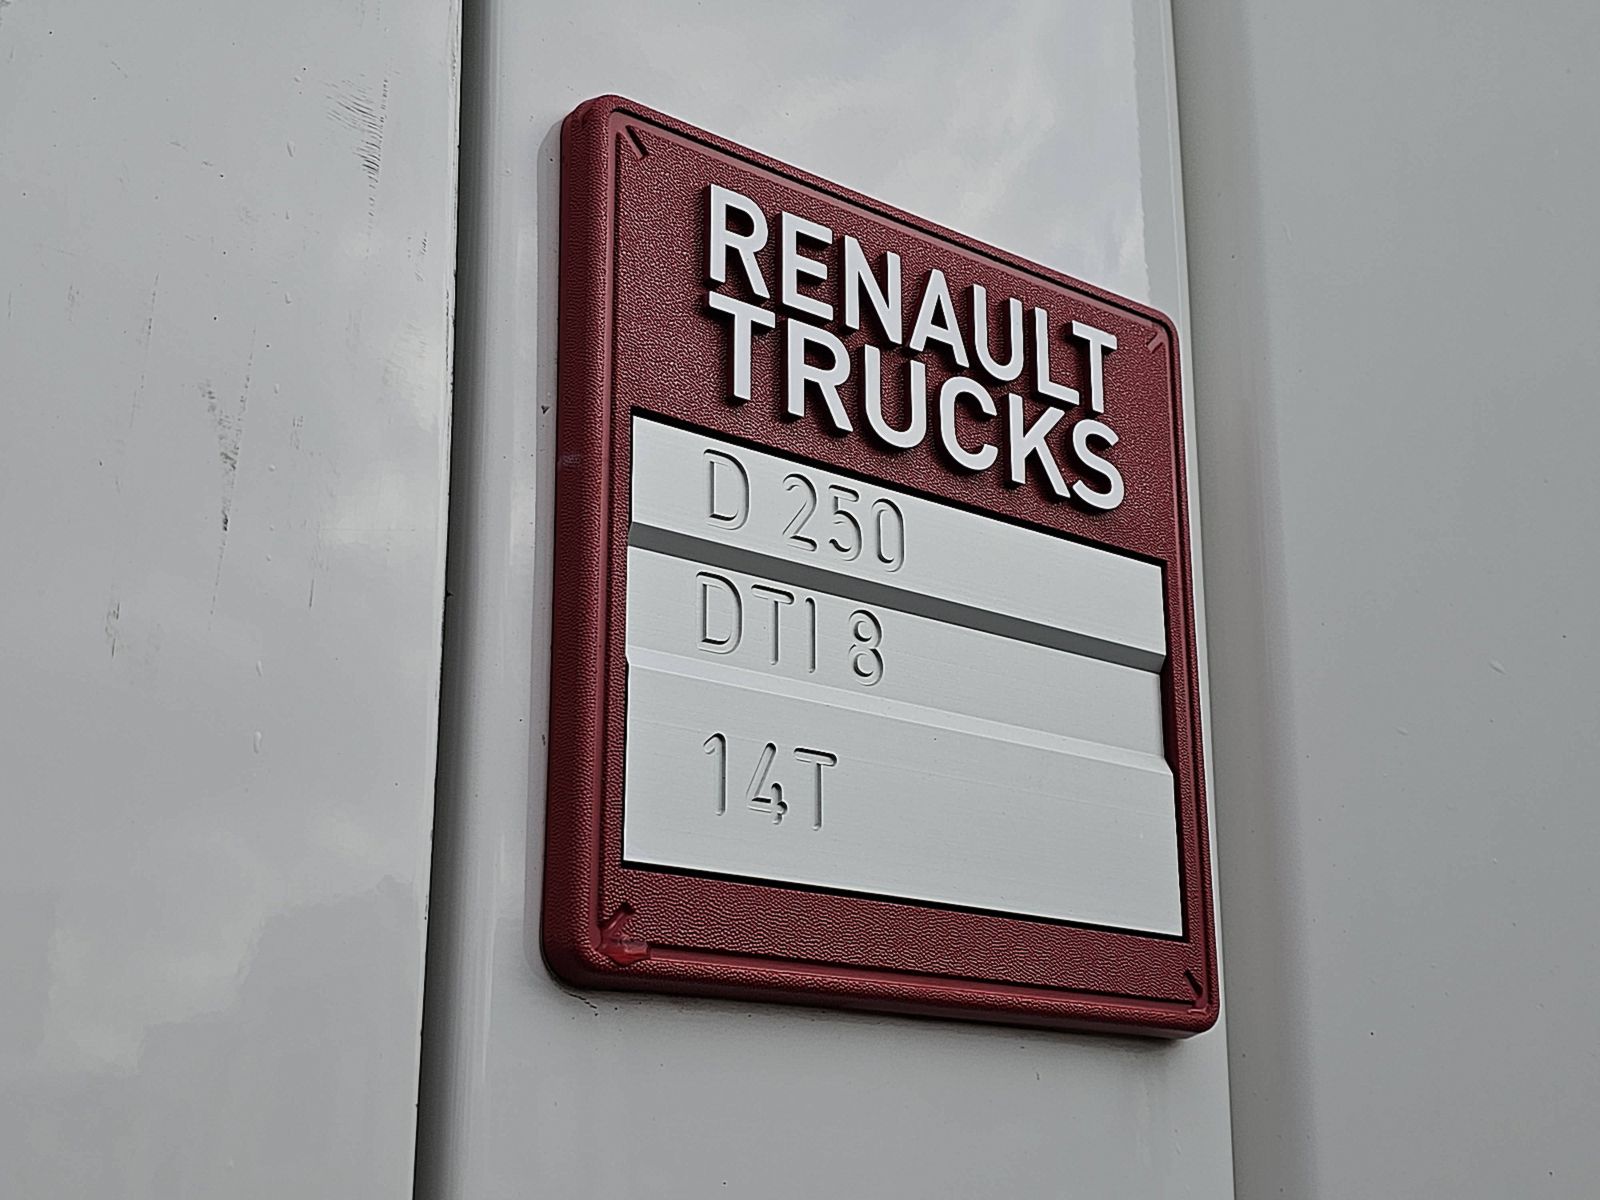 RENAULT
TRUCKS
D 250
DTI 8
14T